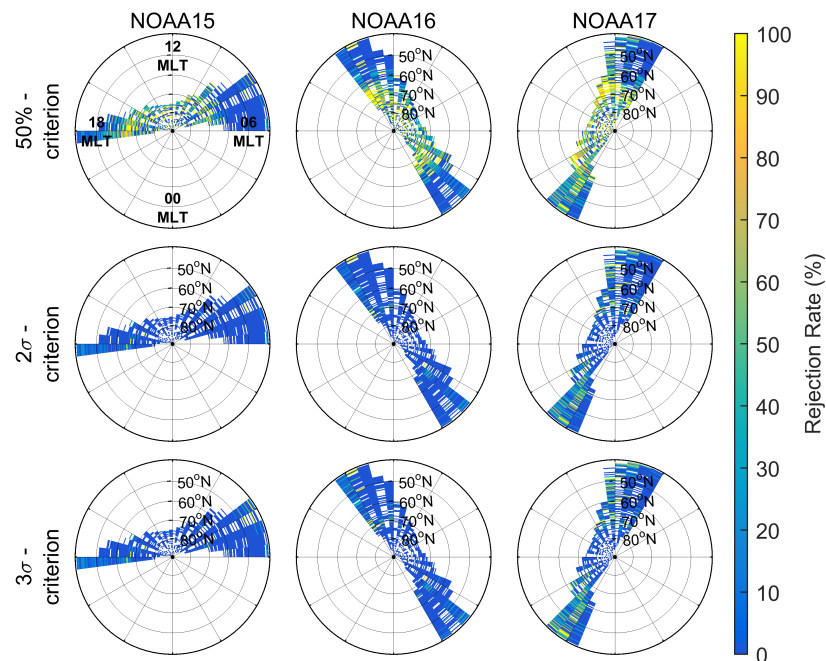 NOAA15 NOAA16 NOAA17
50% -
criterion
12
MLT
18
MLT
06
MLT
00
MLT
50°N
60°N
70°N
80°N
50°N
60°N
70°N
80°N
2σ -
criterion
50°N
60°N
70°N
80°N
50°N
60°N
70°N
80°N
50°N
60°N
70°N
80°N
3σ -
criterion
50°N
60°N
70°N
80°N
50°N
60°N
70°N
80°N
50°N
60°N
70°N
80°N
100
90
80
70
60
50
40
30
20
10
0
Rejection Rate (%)